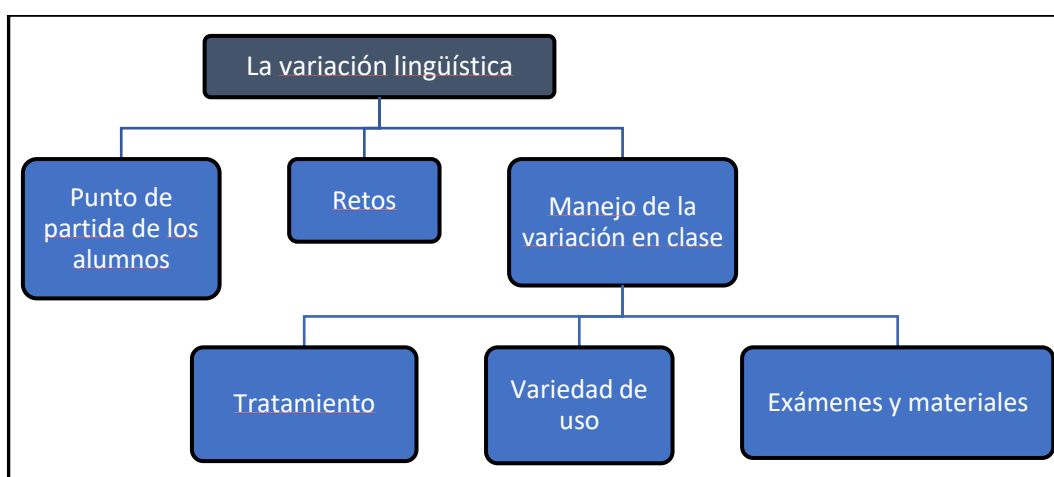 La variación lingüística
Punto de
partida de los
alumnos
Retos
Manejo de la
variación en clase
Tratamiento
Variedad de
uso
Exámenes y materiales